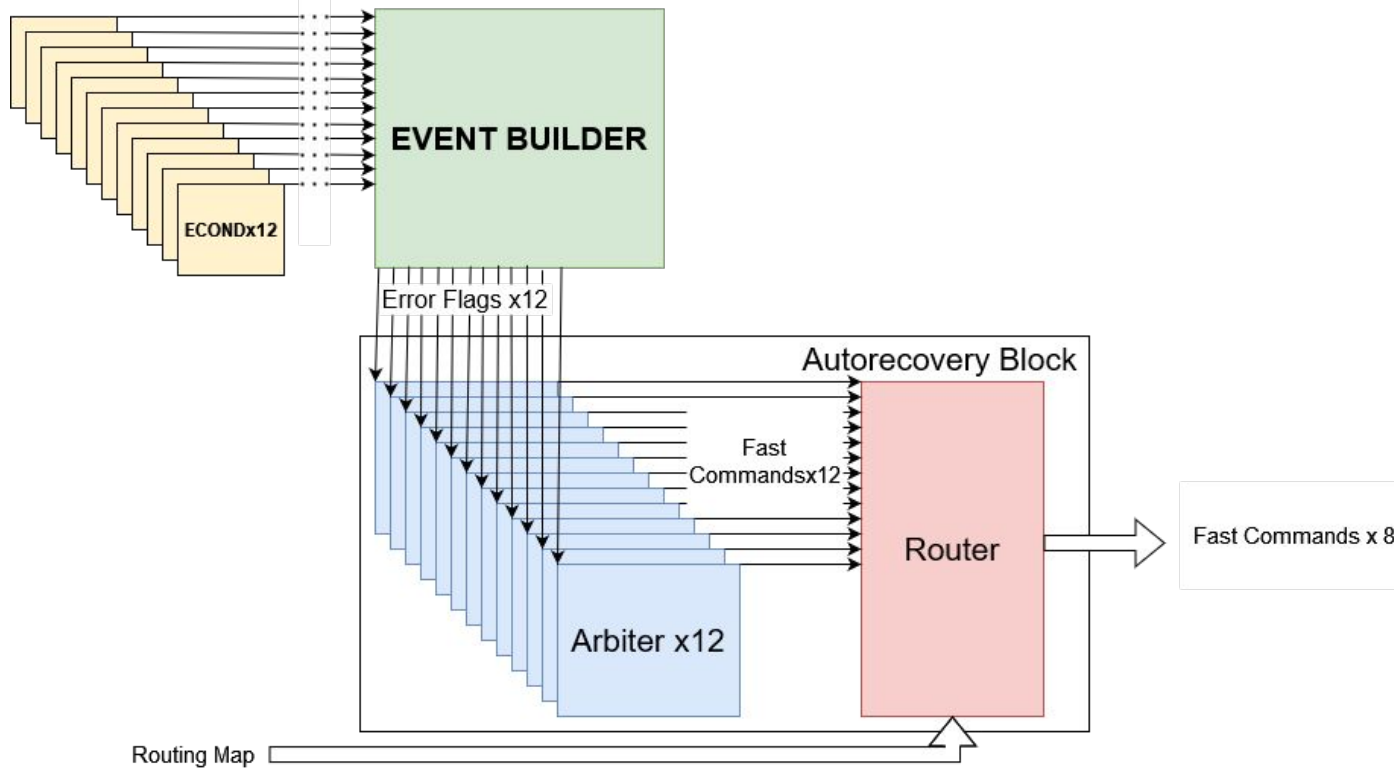 EVENT BUILDER
ECONDx12
Error Flags x12
Autorecovery Block
Fast
Commandsx12
Router
Fast Commands x 8
Arbiter x12
Routing Map